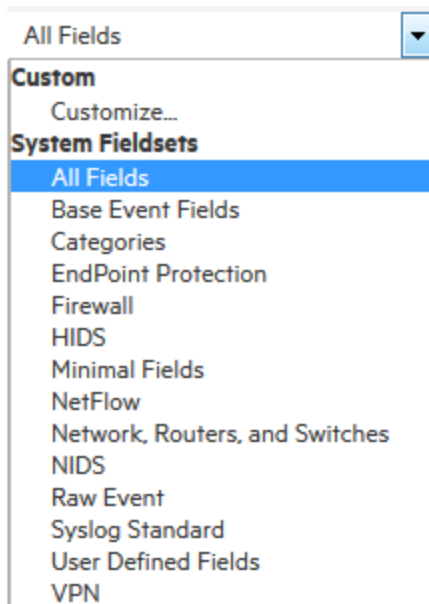 All Fields
Custom
Customize...
System Fieldsets
All Fields
Base Event Fields
Categories
EndPoint Protection
Firewall
HIDS
Minimal Fields
NetFlow
Network, Routers, and Switches
NIDS
Raw Event
Syslog Standard
User Defined Fields
VPN